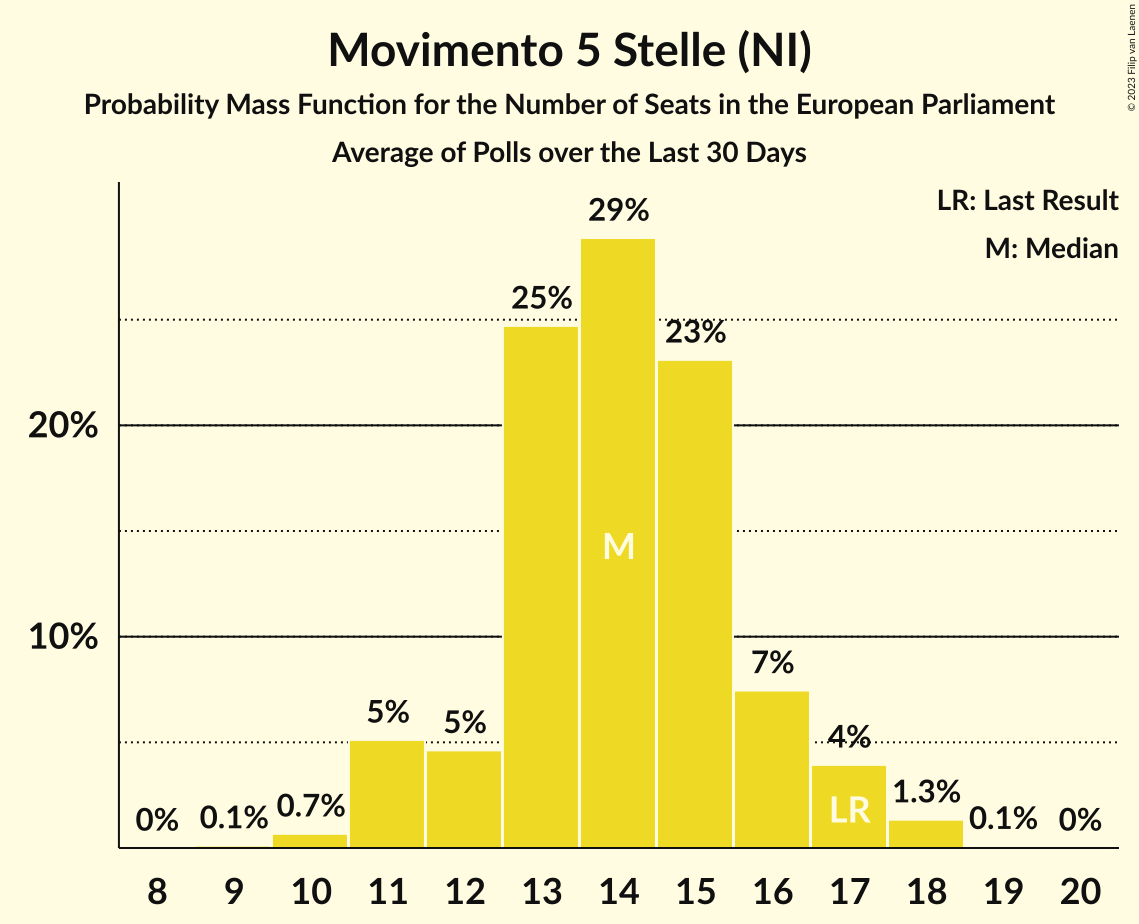 Movimento 5 Stelle (NI)
Probability Mass Function for the Number of Seats in the European Parliament
Average of Polls over the Last 30 Days
© 2023 Filip van Laenen
LR: Last Result
M: Median
29%
25%
23%
20%
M
10%
7%
5%
5%
4%
LR
1.3%
0.7%
0.1%
0%
0.1%
0%
8 9 10 11 12 13 14 15 16 17 18 19 20